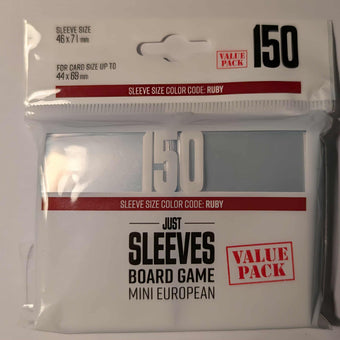 SLEEVE SIZE
46 x 71 mm
FOR CARD SIZE UP TO
44 x 68 mm
VALUE
PACK
150
SLEEVE SIZE COLOR CODE: RUBY
150
SLEEVE SIZE COLOR CODE: RUBY
JUST
SLEEVES
BOARD GAME
MINI EUROPEAN
VALUE
PACK